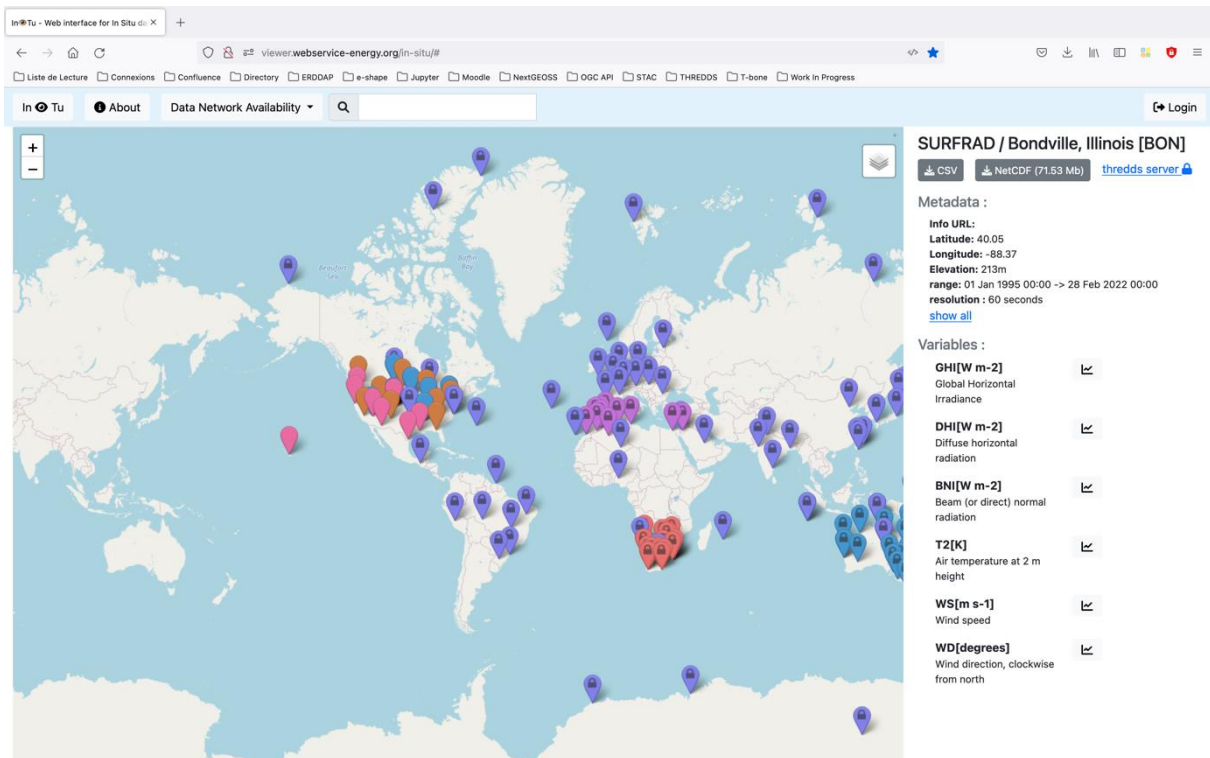 In👁Tu - Web interface for In Situ da
viewer.webservice-energy.org/in-situ/#
Liste de Lecture Connexions Confluence Directory ERDDAP e-shape Jupyter Moodle NextGEOSS OGC API STAC THREDDS T-bone Work In Progress
In Tu About Data Network Availability Login
+
−
Beaufort Sea
Baffin Bay
SURFRAD / Bondville, Illinois [BON]
CSV NetCDF (71.53 Mb) thredds server
Metadata :
Info URL:
Latitude: 40.05
Longitude: -88.37
Elevation: 213m
range: 01 Jan 1995 00:00 -> 28 Feb 2022 00:00
resolution : 60 seconds
show all
Variables :
GHI[W m-2]
Global Horizontal
Irradiance
DHI[W m-2]
Diffuse horizontal
radiation
BNI[W m-2]
Beam (or direct) normal
radiation
T2[K]
Air temperature at 2 m
height
WS[m s-1]
Wind speed
WD[degrees]
Wind direction, clockwise
from north